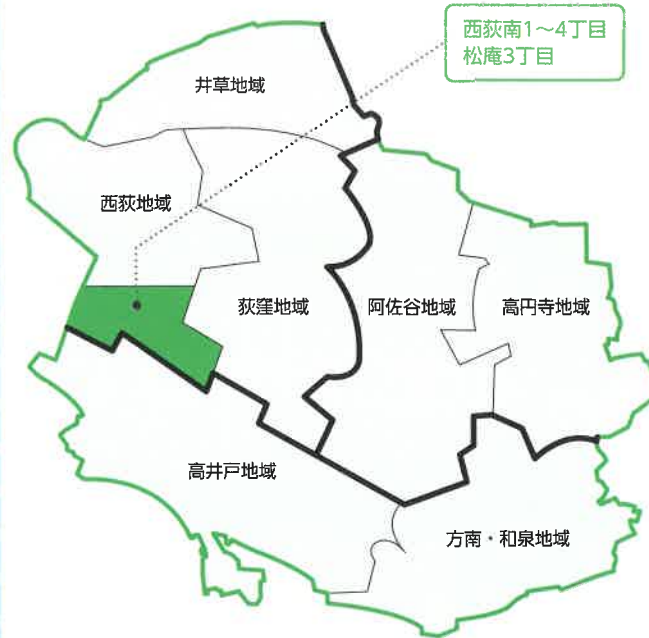 西荻南1～4丁目
松庵3丁目
井草地域
西荻地域
荻窪地域
阿佐谷地域
高円寺地域
高井戸地域
方南・和泉地域